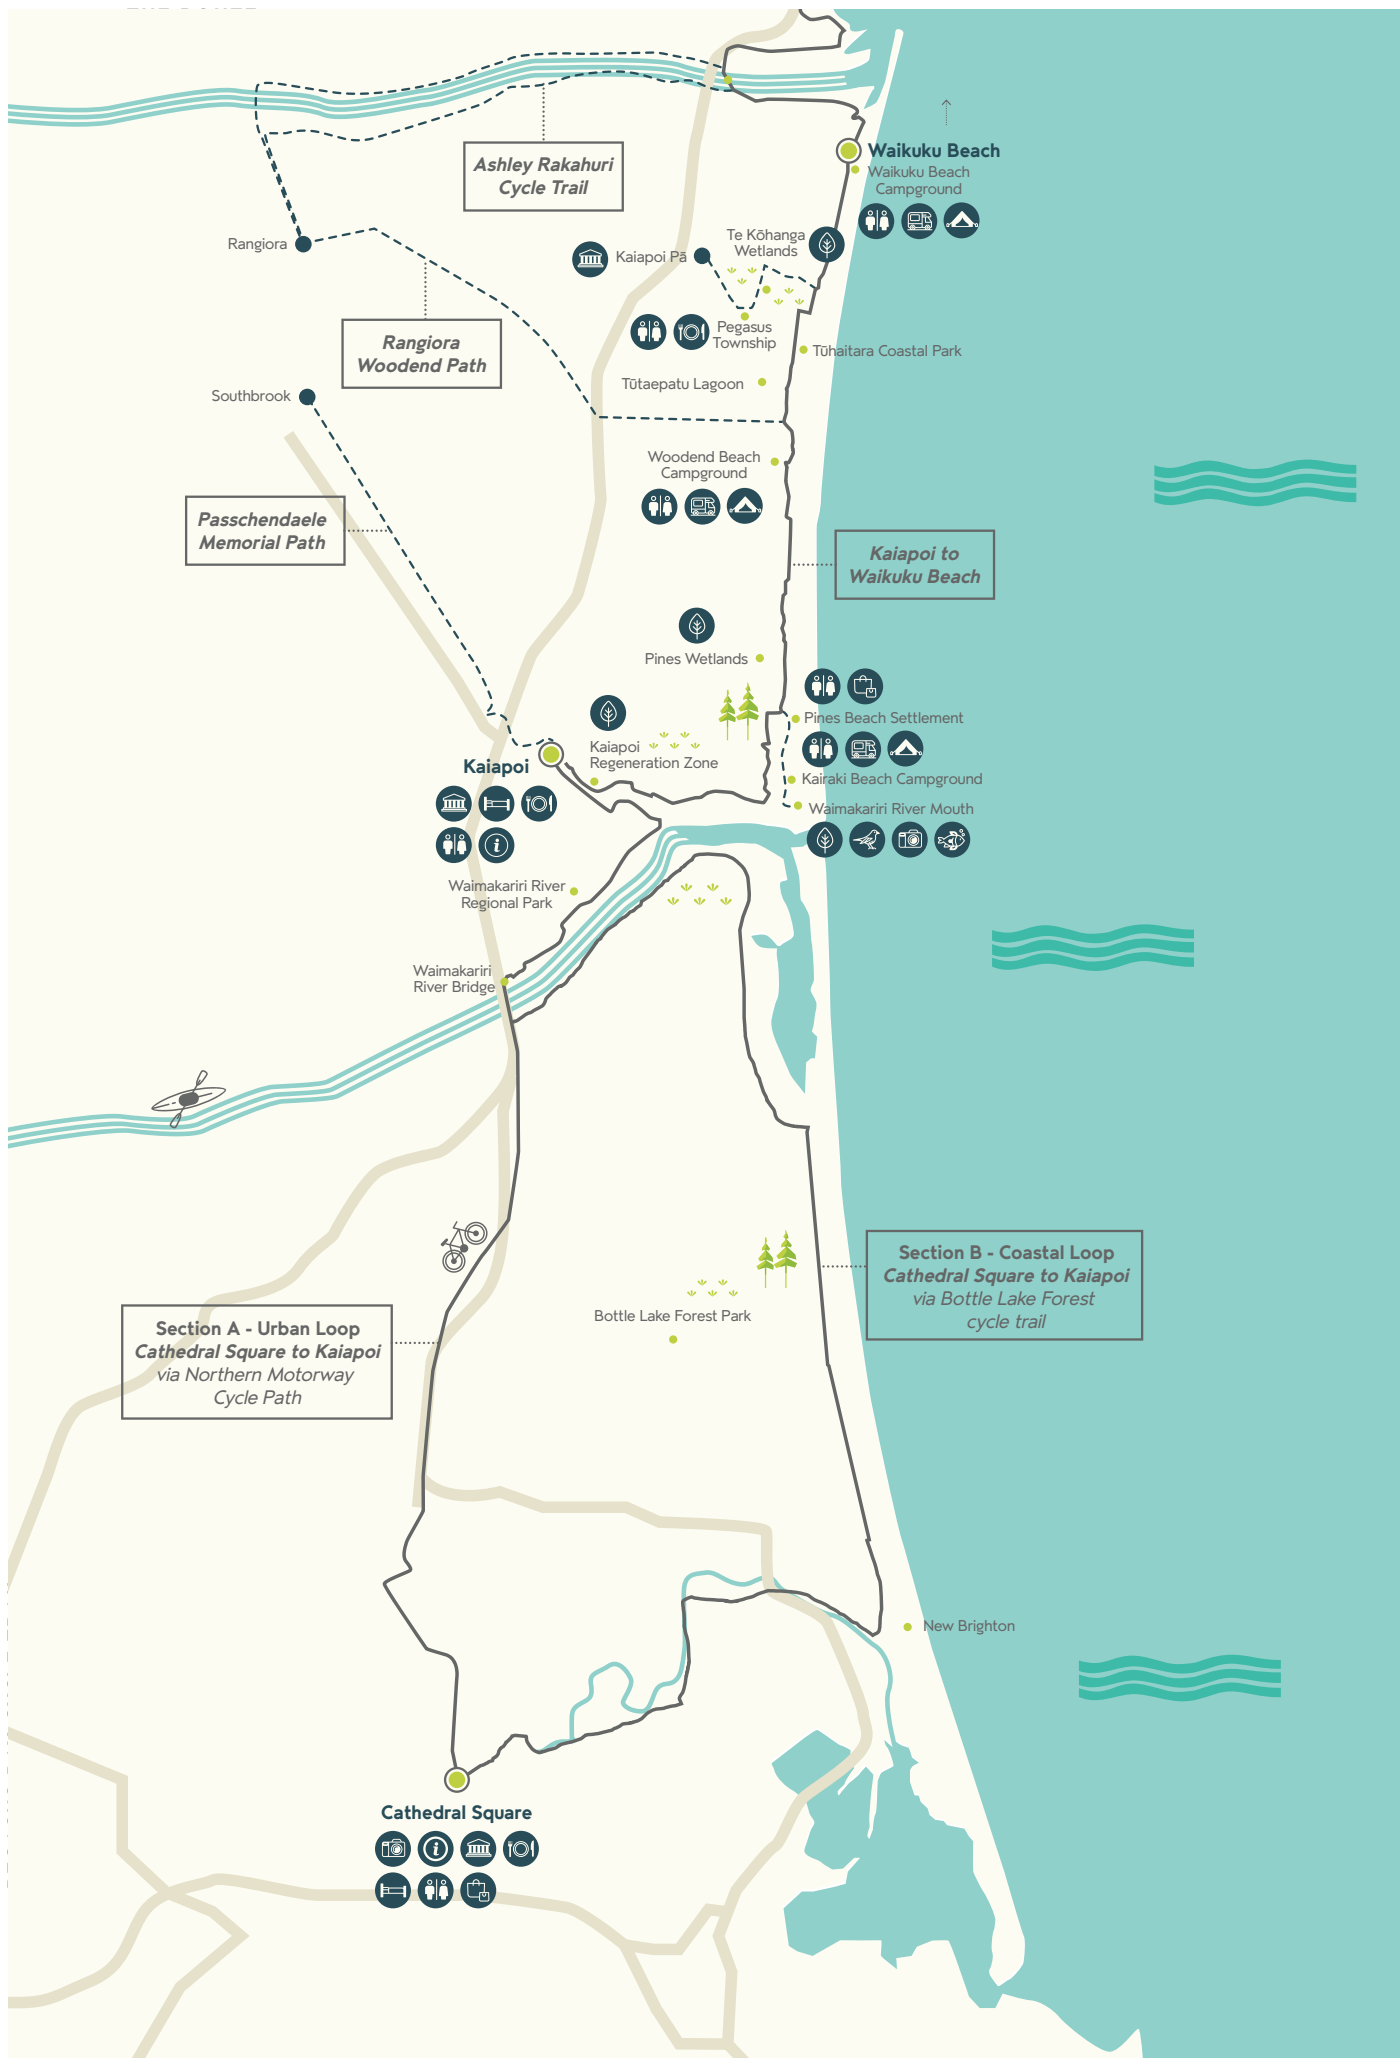 Ashley Rakahuri
Cycle Trail
Waikuku Beach
Waikuku Beach
Campground
Rangiora
Kaiapoi Pā
Te Kōhanga
Wetlands
Rangiora
Woodend Path
Pegasus
Township
Tūhaitara Coastal Park
Tūtaepatu Lagoon
Southbrook
Woodend Beach
Campground
Passchendaele
Memorial Path
Kaiapoi to
Waikuku Beach
Pines Wetlands
Pines Beach Settlement
Kaiapoi
Regeneration Zone
Kaiapoi
Kairaki Beach Campground
Waimakariri River Mouth
i
Waimakariri River
Regional Park
Waimakariri
River Bridge
Section B - Coastal Loop
Cathedral Square to Kaiapoi
via Bottle Lake Forest
cycle trail
Bottle Lake Forest Park
Section A - Urban Loop
Cathedral Square to Kaiapoi
via Northern Motorway
Cycle Path
New Brighton
Cathedral Square
i